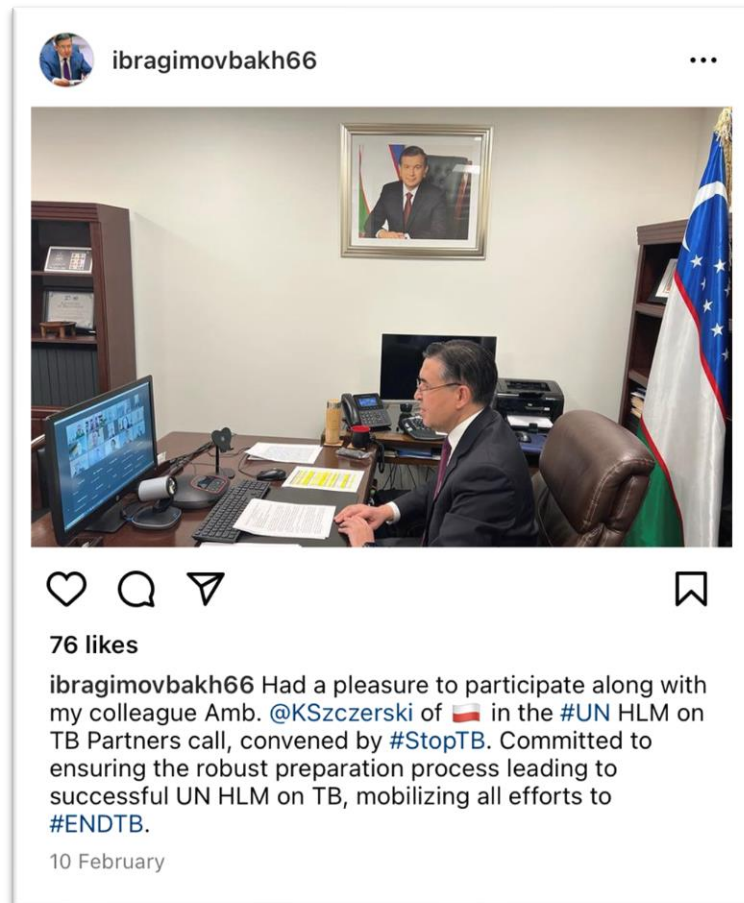 ibragimovbakh66
76 likes
ibragimovbakh66 Had a pleasure to participate along with
my colleague Amb. @KSzczerski of 🇵🇱 in the #UN HLM on
TB Partners call, convened by #StopTB. Committed to
ensuring the robust preparation process leading to
successful UN HLM on TB, mobilizing all efforts to
#ENDTB.
10 February